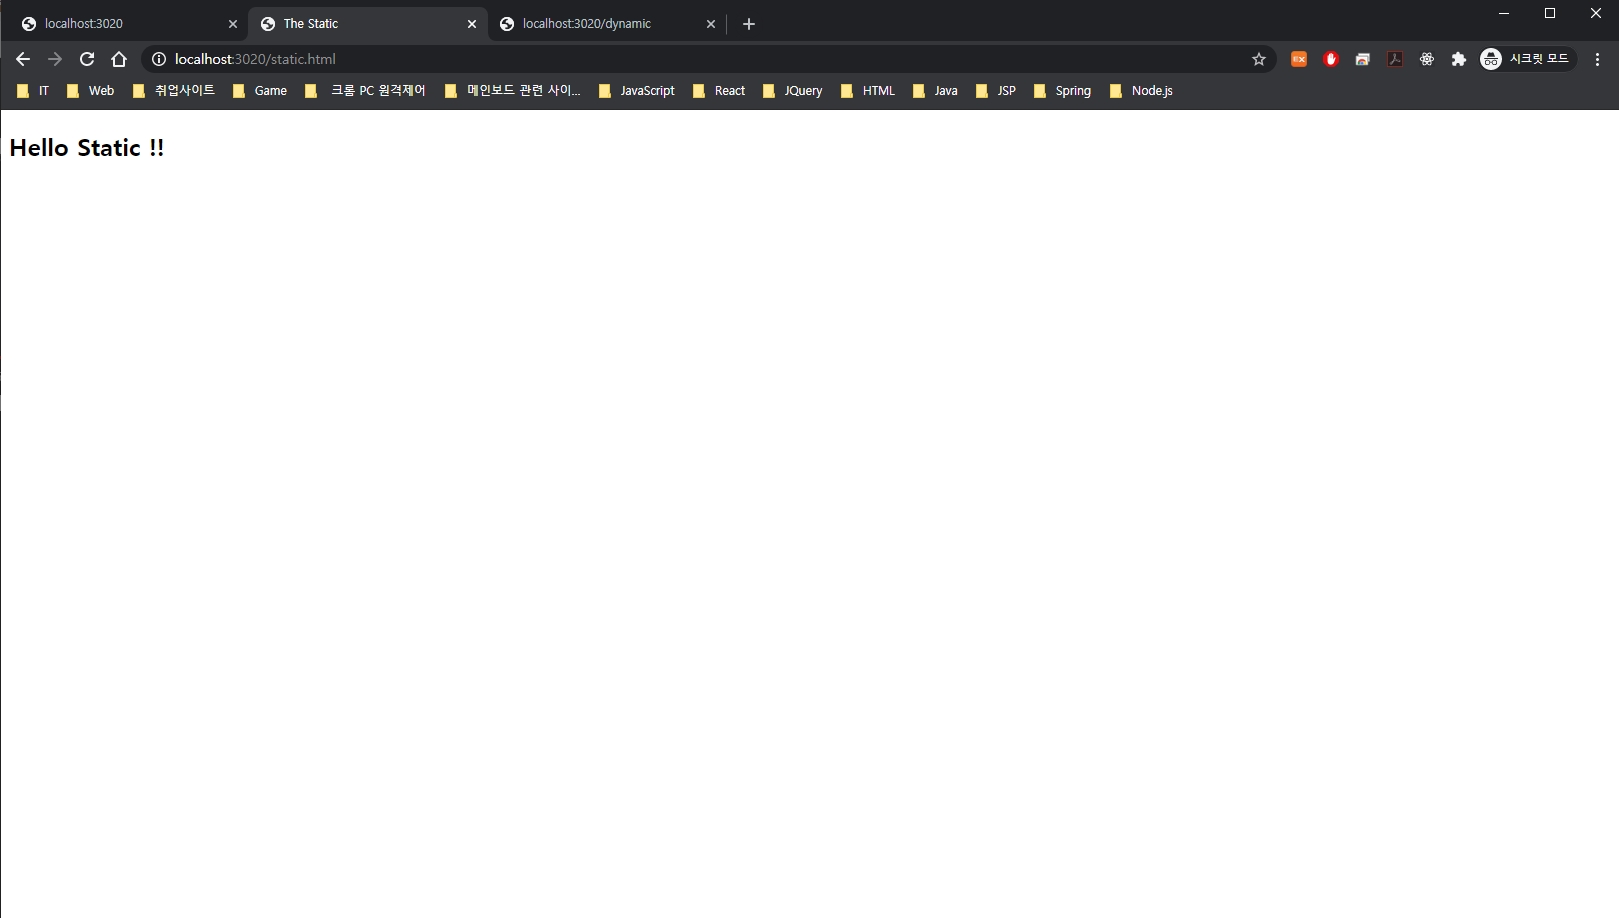 localhost:3020 The Static localhost:3020/dynamic
localhost:3020/static.html EX 시크릿 모드
IT Web 취업사이트 Game 크롬 PC 원격제어 메인보드 관련 사이... JavaScript React JQuery HTML Java JSP Spring Node.js
Hello Static !!